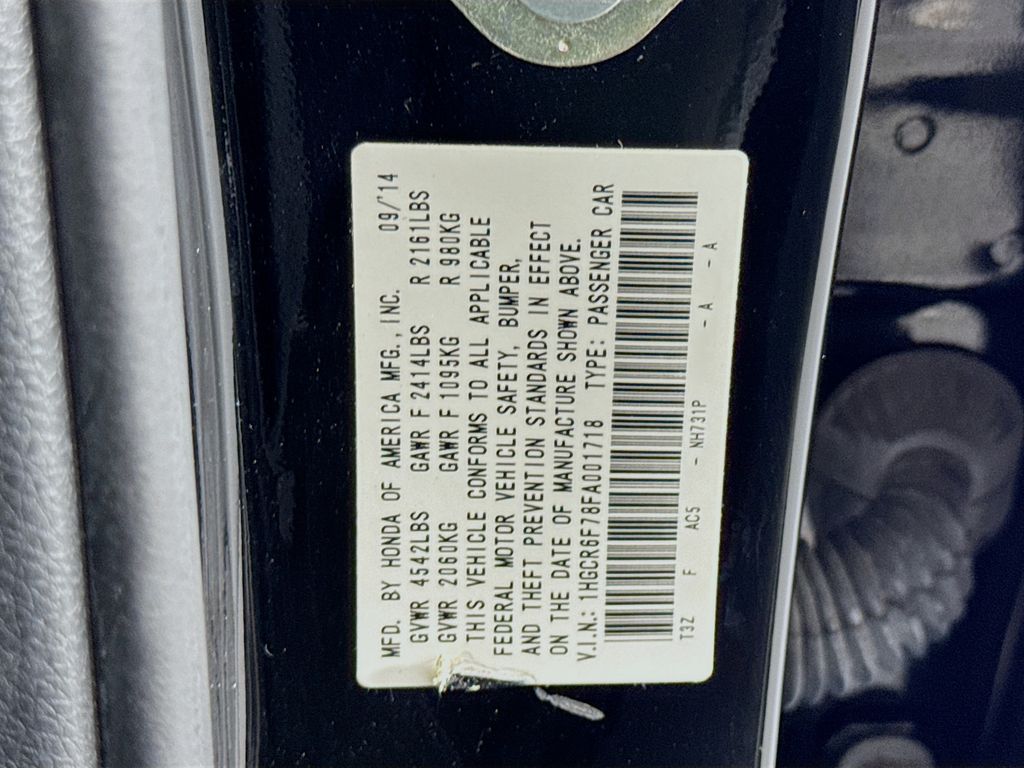 MFD. BY HONDA OF AMERICA MFG., INC. 09/'14
GVWR 4542LBS GAWR F 2414LBS R 2161LBS
GVWR 2060KG GAWR F 1095KG R 980KG
THIS VEHICLE CONFORMS TO ALL APPLICABLE
FEDERAL MOTOR VEHICLE SAFETY, BUMPER,
AND THEFT PREVENTION STANDARDS IN EFFECT
ON THE DATE OF MANUFACTURE SHOWN ABOVE.
V.I.N.: 1HGCR6F78FA001718 TYPE: PASSENGER CAR
T3Z F AC5 - NH731P - A - A